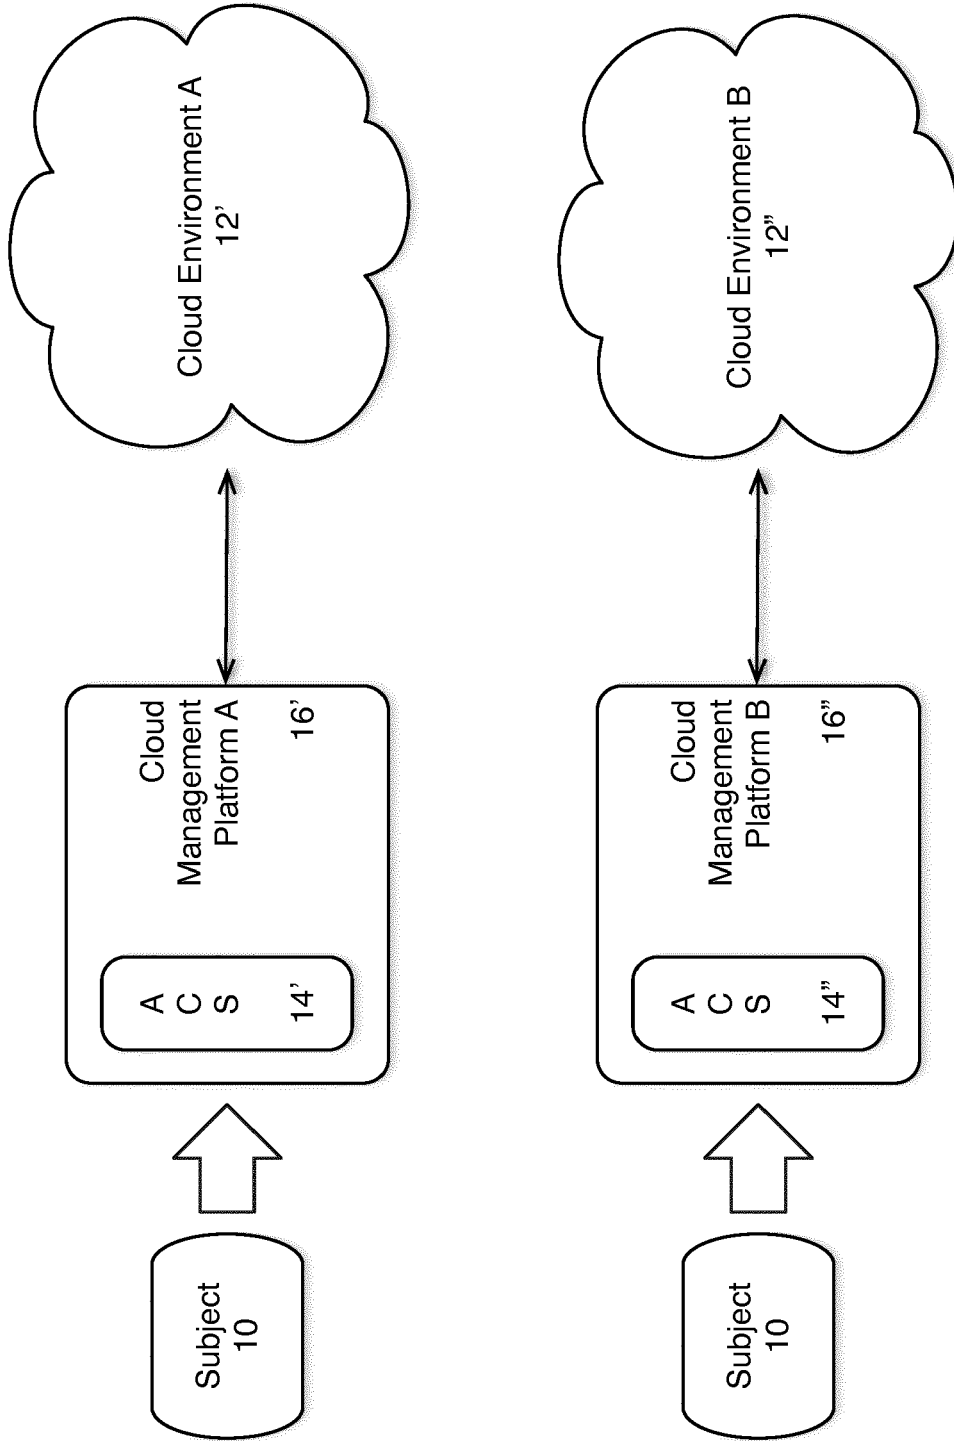 Subject
10
A
C
S
14’
Cloud
Management
Platform A
16’
Cloud Environment A
12’
Subject
10
A
C
S
14”
Cloud
Management
Platform B
16”
Cloud Environment B
12”